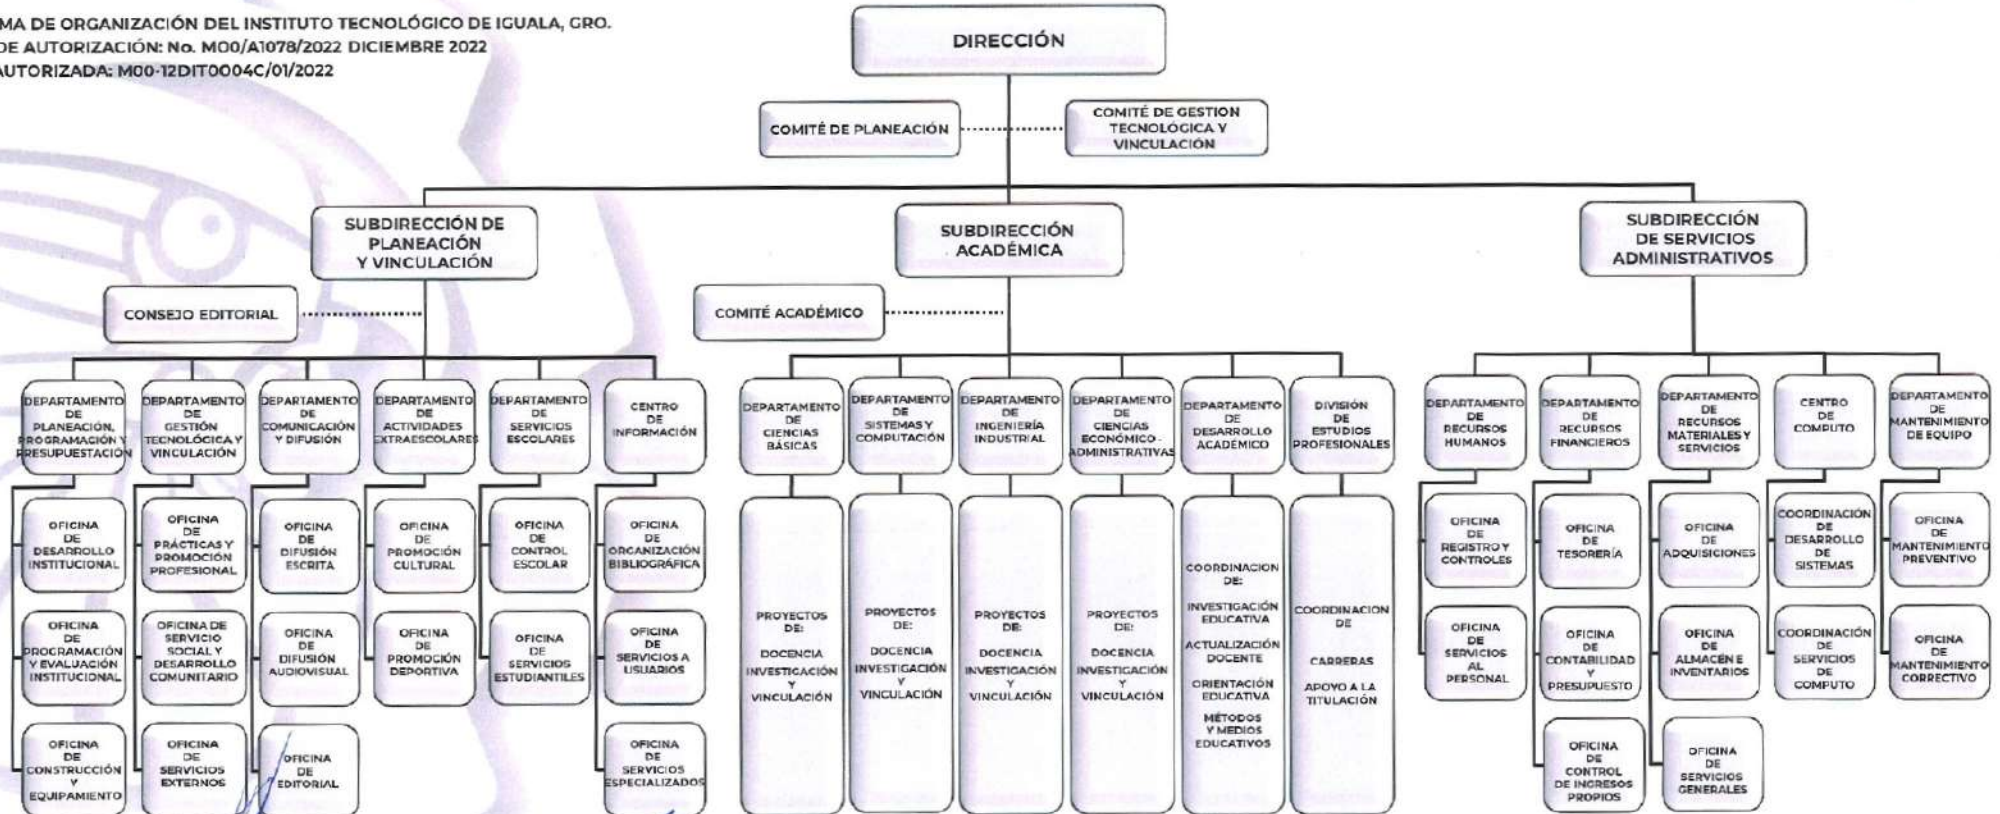 MA DE ORGANIZACIÓN DEL INSTITUTO TECNOLÓGICO DE IGUALA, GRO.
DE AUTORIZACIÓN: No. M00/A1078/2022 DICIEMBRE 2022
AUTORIZADA: M00-12DIT0004C/01/2022
DIRECCIÓN
COMITÉ DE PLANEACIÓN
COMITÉ DE GESTION
TECNOLÓGICA Y
VINCULACIÓN
SUBDIRECCIÓN DE
PLANEACIÓN
Y VINCULACIÓN
SUBDIRECCIÓN
ACADÉMICA
SUBDIRECCIÓN
DE SERVICIOS
ADMINISTRATIVOS
CONSEJO EDITORIAL
COMITÉ ACADÉMICO
DEPARTAMENTO
DE
PLANEACIÓN,
PROGRAMACIÓN Y
PRESUPUESTACIÓN
DEPARTAMENTO
DE
GESTIÓN
TECNOLÓGICA Y
VINCULACIÓN
DEPARTAMENTO
DE
COMUNICACIÓN
Y DIFUSIÓN
DEPARTAMENTO
DE
ACTIVIDADES
EXTRAESCOLARES
DEPARTAMENTO
DE
SERVICIOS
ESCOLARES
CENTRO
DE
INFORMACIÓN
DEPARTAMENTO
DE
CIENCIAS
BÁSICAS
DEPARTAMENTO
DE
SISTEMAS Y
COMPUTACIÓN
DEPARTAMENTO
DE
INGENIERÍA
INDUSTRIAL
DEPARTAMENTO
DE
CIENCIAS
ECONÓMICO-
ADMINISTRATIVAS
DEPARTAMENTO
DE
DESARROLLO
ACADÉMICO
DIVISIÓN
DE
ESTUDIOS
PROFESIONALES
DEPARTAMENTO
DE
RECURSOS
HUMANOS
DEPARTAMENTO
DE
RECURSOS
FINANCIEROS
DEPARTAMENTO
DE
RECURSOS
MATERIALES Y
SERVICIOS
CENTRO
DE
COMPUTO
DEPARTAMENTO
DE
MANTENIMIENTO
DE EQUIPO
OFICINA
DE
DESARROLLO
INSTITUCIONAL
OFICINA
DE
PRÁCTICAS Y
PROMOCIÓN
PROFESIONAL
OFICINA
DE
DIFUSIÓN
ESCRITA
OFICINA
DE
PROMOCIÓN
CULTURAL
OFICINA
DE
CONTROL
ESCOLAR
OFICINA
DE
ORGANIZACIÓN
BIBLIOGRÁFICA
PROYECTOS
DE:
DOCENCIA
INVESTIGACIÓN
Y
VINCULACIÓN
PROYECTOS
DE:
DOCENCIA
INVESTIGACIÓN
Y
VINCULACIÓN
PROYECTOS
DE:
DOCENCIA
INVESTIGACIÓN
Y
VINCULACIÓN
PROYECTOS
DE:
DOCENCIA
INVESTIGACIÓN
Y
VINCULACIÓN
COORDINACION
DE:
INVESTIGACIÓN
EDUCATIVA
ACTUALIZACIÓN
DOCENTE
ORIENTACIÓN
EDUCATIVA
MÉTODOS
Y MEDIOS
EDUCATIVOS
COORDINACION
DE
CARRERAS
APOYO A LA
TITULACIÓN
OFICINA
DE
REGISTRO Y
CONTROLES
OFICINA
DE
TESORERÍA
OFICINA
DE
ADQUISICIONES
COORDINACIÓN
DE
DESARROLLO
DE
SISTEMAS
OFICINA
DE
MANTENIMIENTO
PREVENTIVO
OFICINA
DE
PROGRAMACIÓN
Y EVALUACIÓN
INSTITUCIONAL
OFICINA DE
SERVICIO
SOCIAL Y
DESARROLLO
COMUNITARIO
OFICINA
DE
DIFUSIÓN
AUDIOVISUAL
OFICINA
DE
PROMOCIÓN
DEPORTIVA
OFICINA
DE
SERVICIOS
ESTUDIANTILES
OFICINA
DE
SERVICIOS A
USUARIOS
OFICINA
DE
SERVICIOS
AL
PERSONAL
OFICINA
DE
CONTABILIDAD
Y
PRESUPUESTO
OFICINA
DE
ALMACÉN E
INVENTARIOS
COORDINACIÓN
DE
SERVICIOS
DE
COMPUTO
OFICINA
DE
MANTENIMIENTO
CORRECTIVO
OFICINA
DE
CONSTRUCCIÓN
Y
EQUIPAMIENTO
OFICINA
DE
SERVICIOS
EXTERNOS
OFICINA
DE
EDITORIAL
OFICINA
DE
SERVICIOS
ESPECIALIZADOS
OFICINA
DE
CONTROL
DE INGRESOS
PROPIOS
OFICINA
DE
SERVICIOS
GENERALES